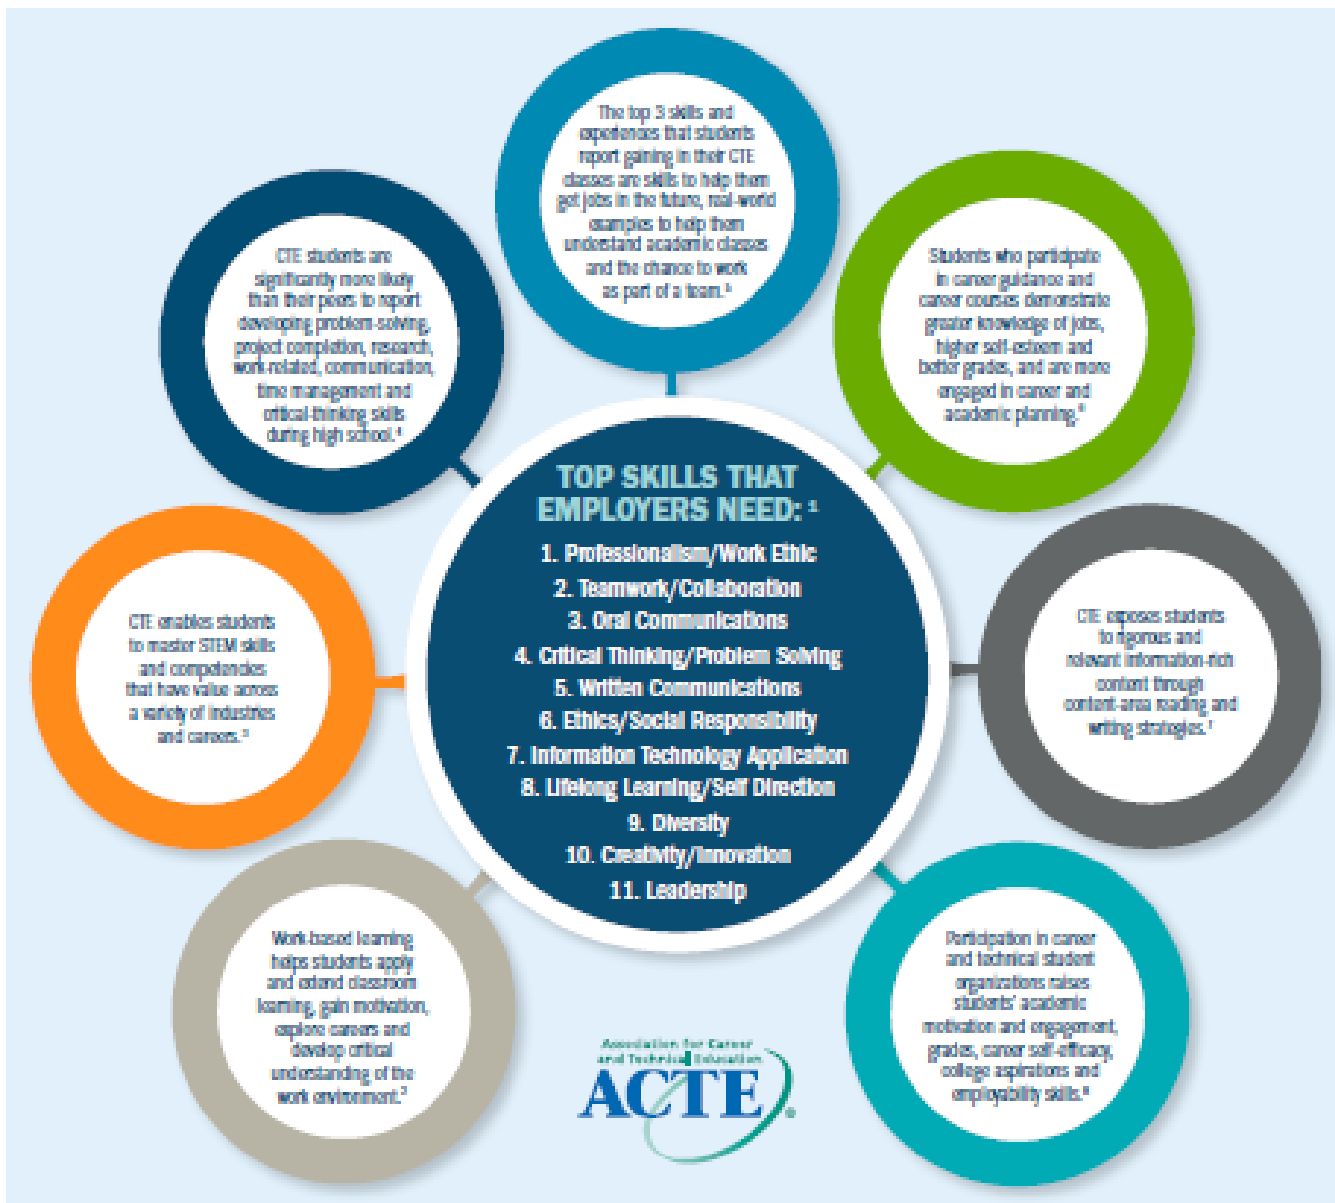 The top 3 skills and
experiences that students
report gaining in their CTE
classes are skills to help them
get jobs in the future, real-world
examples to help them
understand academic classes
and the chance to work
as part of a team.⁵
CTE students are
significantly more likely
than their peers to report
developing problem-solving,
project completion, research,
work-related, communication,
time management and
critical-thinking skills
during high school.⁴
Students who participate
in career guidance and
career courses demonstrate
greater knowledge of jobs,
higher self-esteem and
better grades, and are more
engaged in career and
academic planning.⁶
TOP SKILLS THAT
EMPLOYERS NEED: ¹
1. Professionalism/Work Ethic
2. Teamwork/Collaboration
3. Oral Communications
4. Critical Thinking/Problem Solving
5. Written Communications
6. Ethics/Social Responsibility
7. Information Technology Application
8. Lifelong Learning/Self Direction
9. Diversity
10. Creativity/Innovation
11. Leadership
CTE enables students
to master STEM skills
and competencies
that have value across
a variety of industries
and careers.³
CTE exposes students
to rigorous and
relevant information-rich
content through
content-area reading and
writing strategies.⁷
Work-based learning
helps students apply
and extend classroom
learning, gain motivation,
explore careers and
develop critical
understanding of the
work environment.²
Participation in career
and technical student
organizations raises
students' academic
motivation and engagement,
grades, career self-efficacy,
college aspirations and
employability skills.⁸
Association for Career
and Technical Education
ACTE®